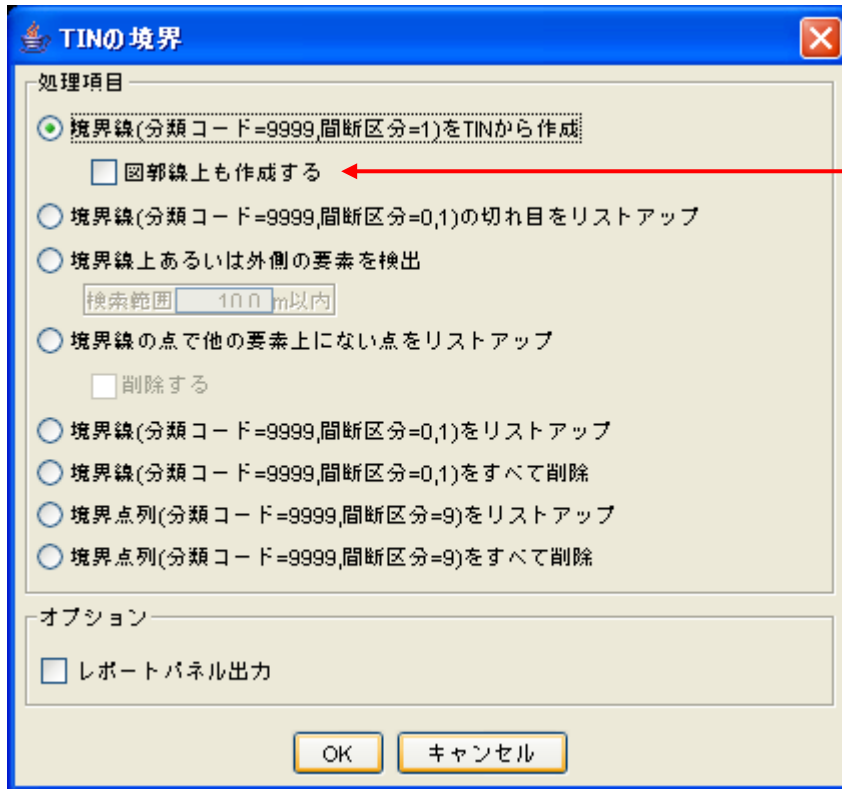 TINの境界
処理項目
境界線(分類コード=9999,間断区分=1)をTINから作成
図郭線上も作成する
境界線(分類コード=9999,間断区分=0,1)の切れ目をリストアップ
境界線上あるいは外側の要素を検出
検索範囲 10.0 m以内
境界線の点で他の要素上にない点をリストアップ
削除する
境界線(分類コード=9999,間断区分=0,1)をリストアップ
境界線(分類コード=9999,間断区分=0,1)をすべて削除
境界点列(分類コード=9999,間断区分=9)をリストアップ
境界点列(分類コード=9999,間断区分=9)をすべて削除
オプション
レポートパネル出力
OK キャンセル